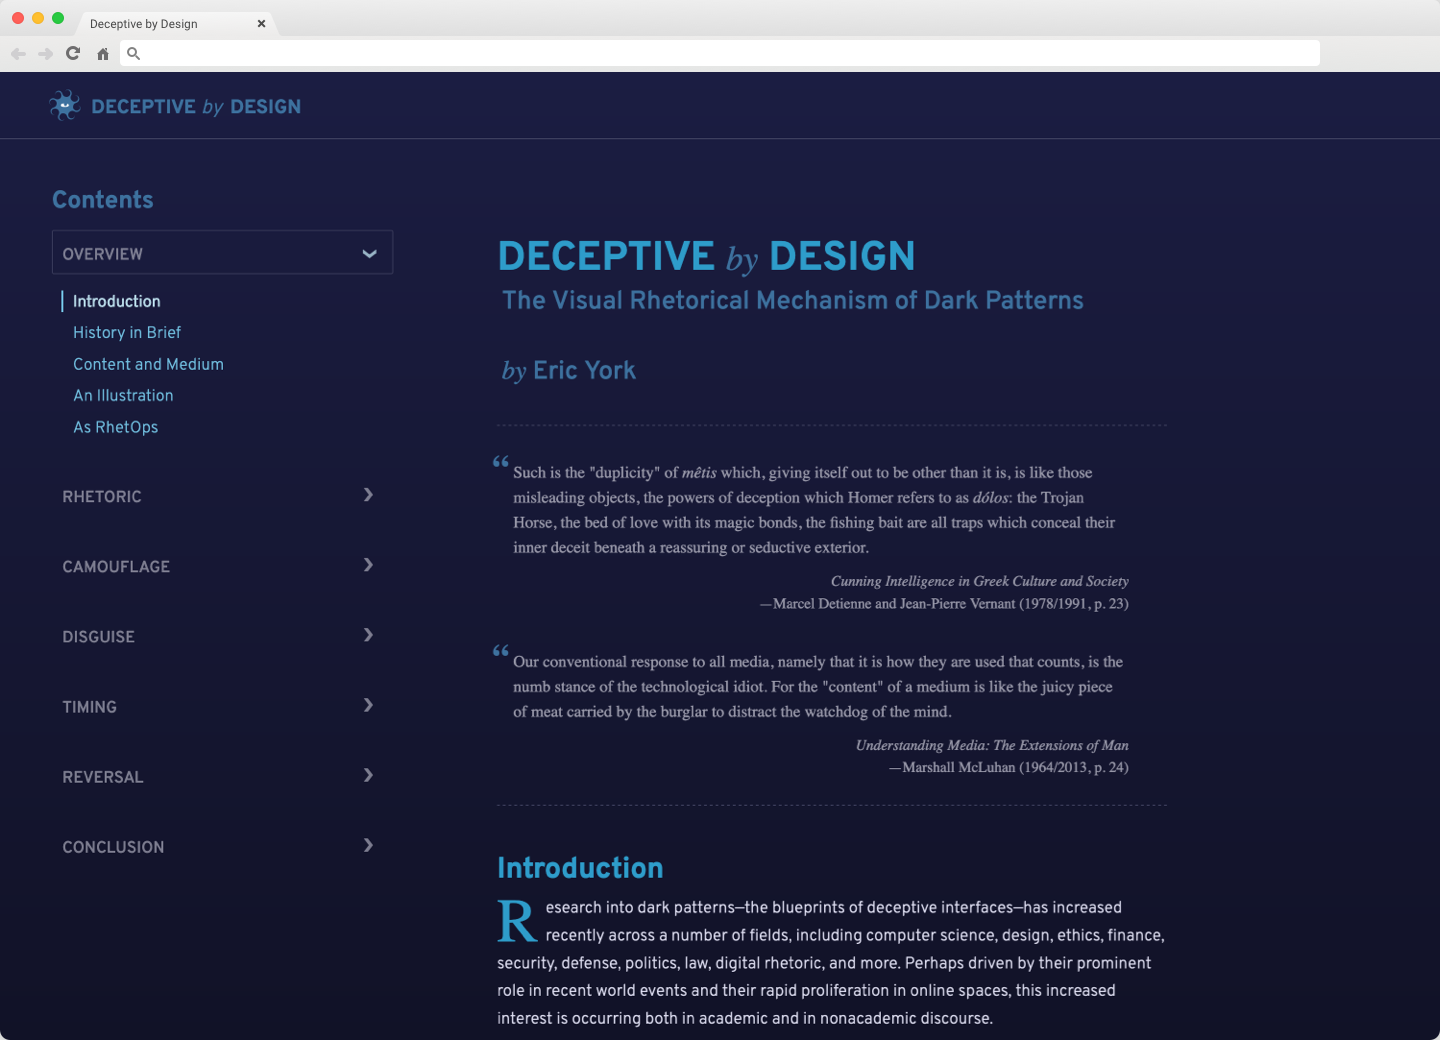 Deceptive by Design
DECEPTIVE by DESIGN
Contents
OVERVIEW
Introduction
History in Brief
Content and Medium
An Illustration
As RhetOps
RHETORIC
CAMOUFLAGE
DISGUISE
TIMING
REVERSAL
CONCLUSION
DECEPTIVE by DESIGN
The Visual Rhetorical Mechanism of Dark Patterns
by Eric York
“ Such is the "duplicity" of mêtis which, giving itself out to be other than it is, is like those
misleading objects, the powers of deception which Homer refers to as dólos: the Trojan
Horse, the bed of love with its magic bonds, the fishing bait are all traps which conceal their
inner deceit beneath a reassuring or seductive exterior.
Cunning Intelligence in Greek Culture and Society
—Marcel Detienne and Jean-Pierre Vernant (1978/1991, p. 23)
“ Our conventional response to all media, namely that it is how they are used that counts, is the
numb stance of the technological idiot. For the "content" of a medium is like the juicy piece
of meat carried by the burglar to distract the watchdog of the mind.
Understanding Media: The Extensions of Man
—Marshall McLuhan (1964/2013, p. 24)
Introduction
Research into dark patterns—the blueprints of deceptive interfaces—has increased
recently across a number of fields, including computer science, design, ethics, finance,
security, defense, politics, law, digital rhetoric, and more. Perhaps driven by their prominent
role in recent world events and their rapid proliferation in online spaces, this increased
interest is occurring both in academic and in nonacademic discourse.